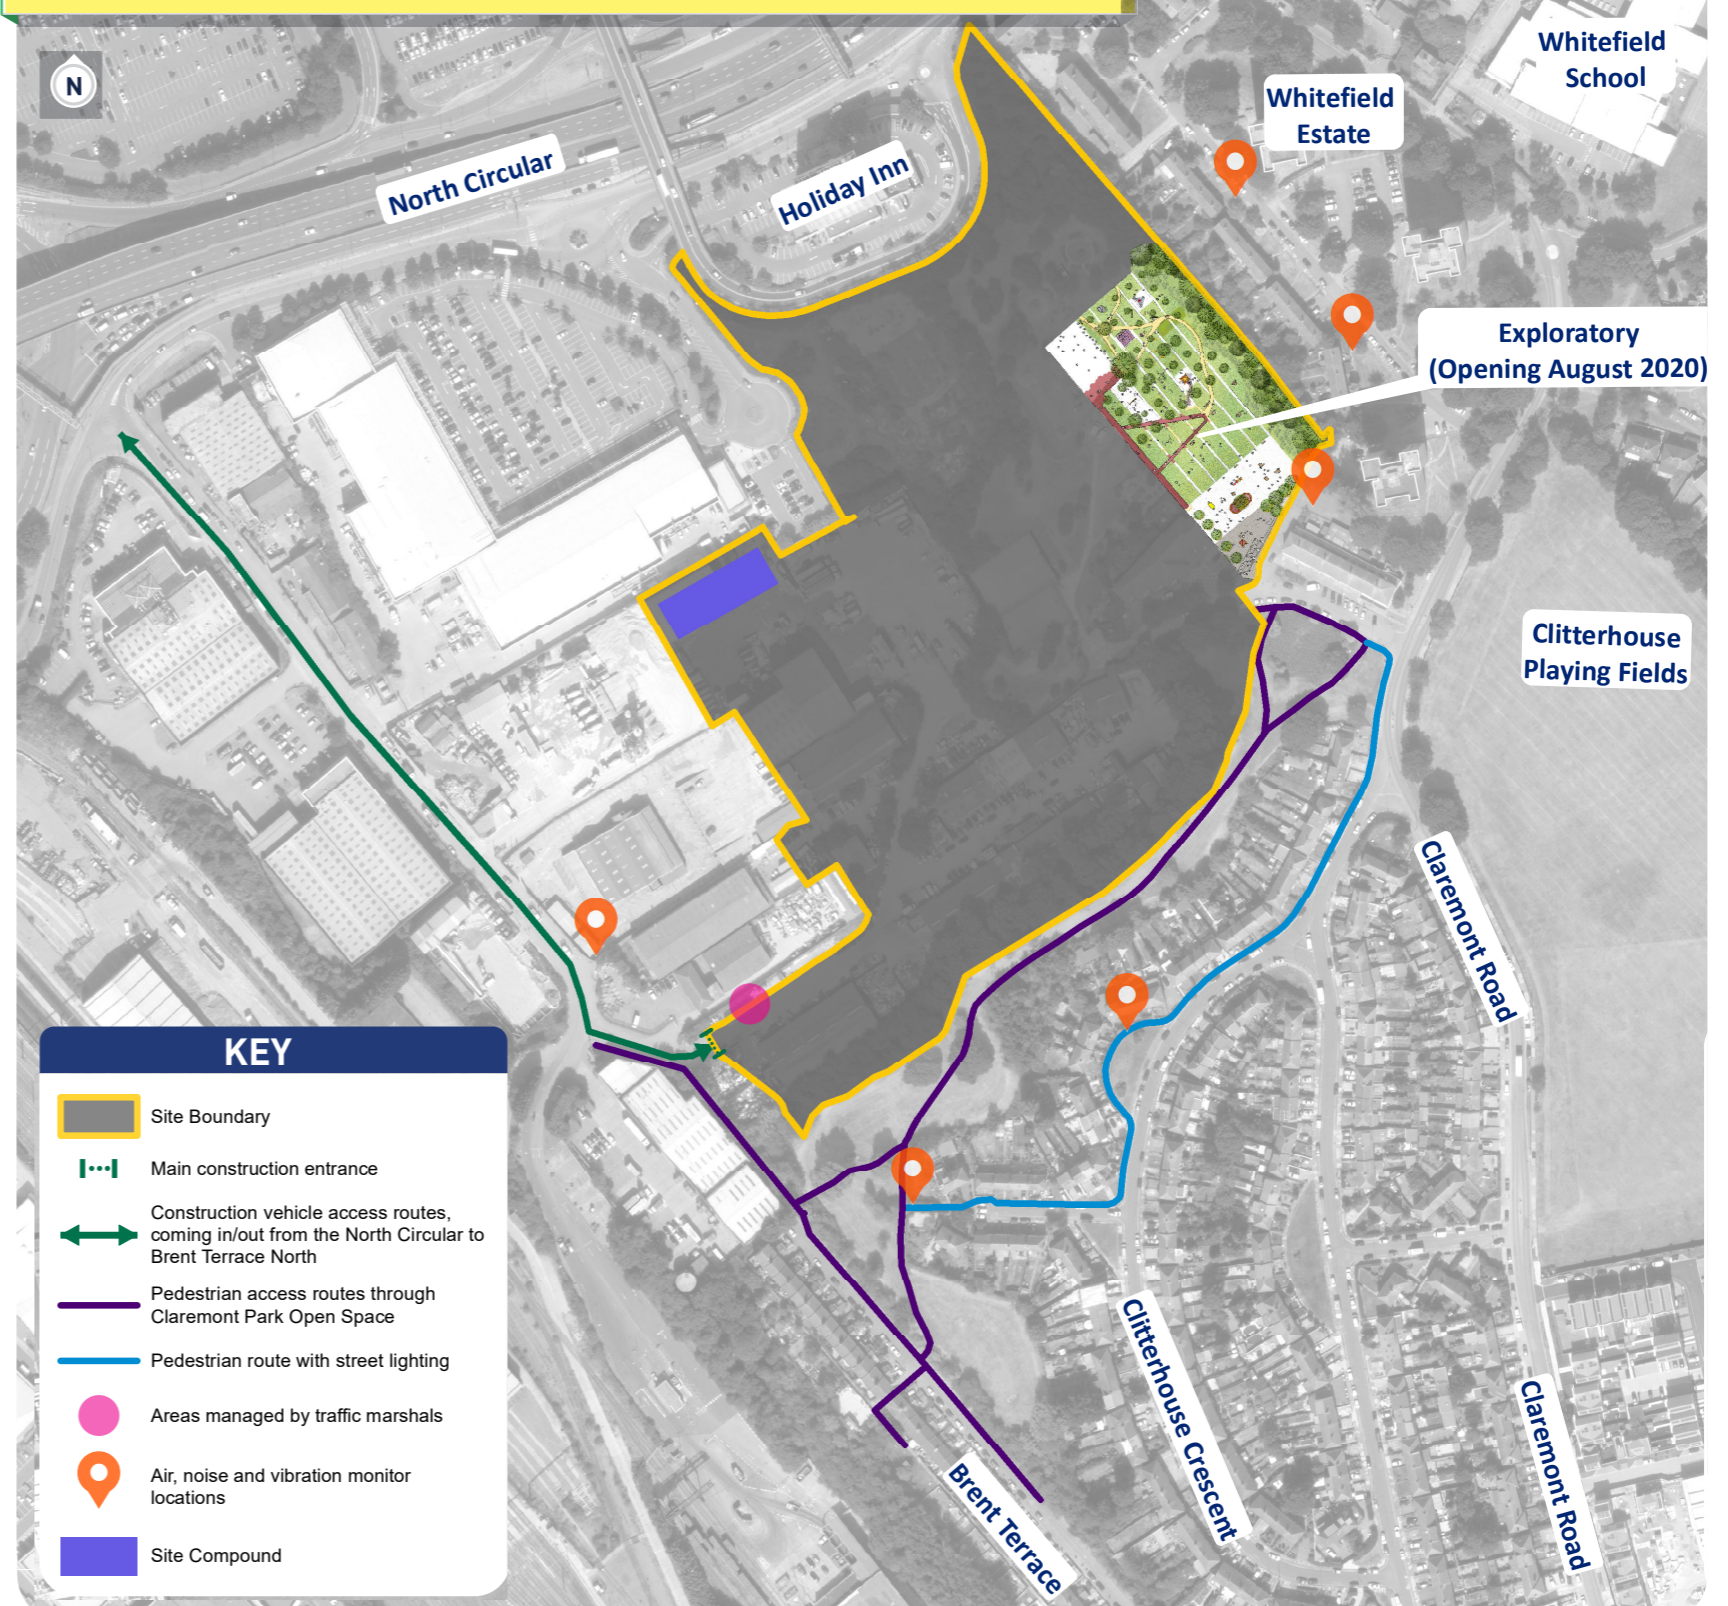 N
Whitefield
School
Whitefield
Estate
North Circular
Holiday Inn
Exploratory
(Opening August 2020)
Clitterhouse
Playing Fields
Claremont Road
Clitterhouse Crescent
Claremont Road
Brent Terrace
KEY
Site Boundary
Main construction entrance
Construction vehicle access routes,
coming in/out from the North Circular to
Brent Terrace North
Pedestrian access routes through
Claremont Park Open Space
Pedestrian route with street lighting
Areas managed by traffic marshals
Air, noise and vibration monitor
locations
Site Compound